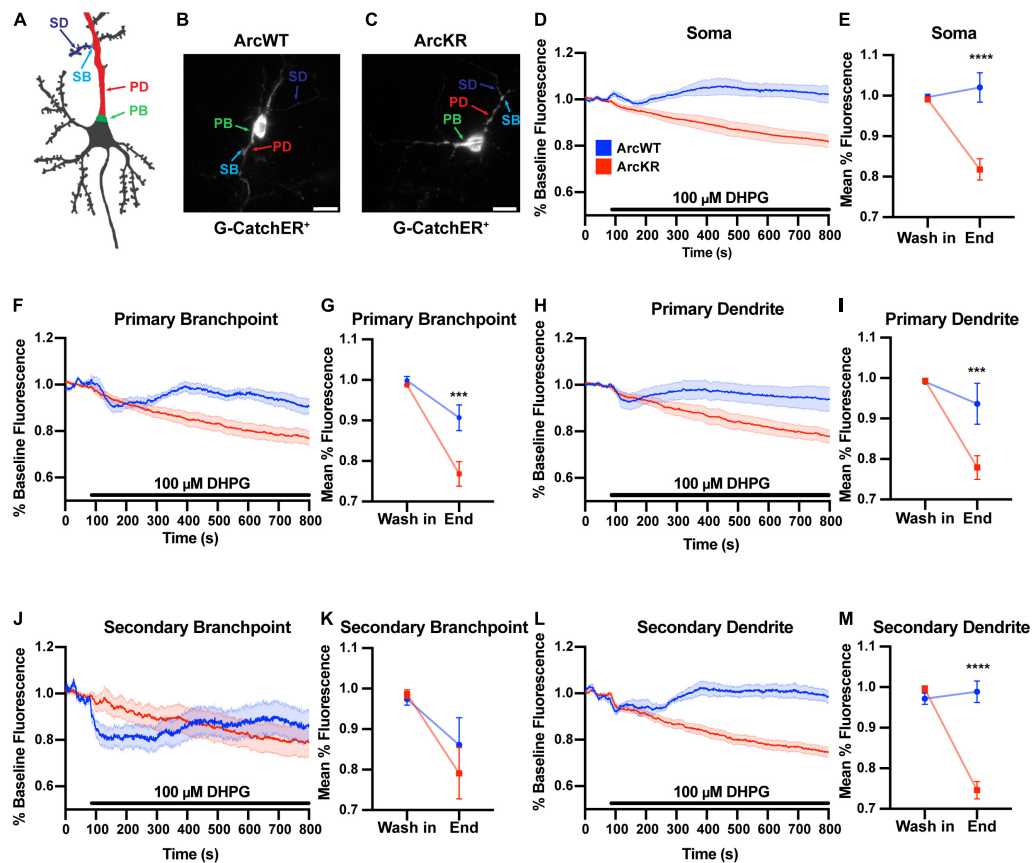 A
SD
SB
PD
PB
B
ArcWT
SD
PB
SB
PD
G-CatchER⁺
C
ArcKR
SD
PD
SB
PB
G-CatchER⁺
D
Soma
% Baseline Fluorescence
1.2
1.0
0.8
0.6
ArcWT
ArcKR
100 µM DHPG
0 100 200 300 400 500 600 700 800
Time (s)
E
Soma
Mean % Fluorescence
1.1
1.0
0.9
0.8
0.7
****
Wash in End
F
Primary Branchpoint
% Baseline Fluorescence
1.2
1.0
0.8
0.6
100 µM DHPG
0 100 200 300 400 500 600 700 800
Time (s)
G
Primary Branchpoint
Mean % Fluorescence
1.1
1.0
0.9
0.8
0.7
***
Wash in End
H
Primary Dendrite
% Baseline Fluorescence
1.2
1.0
0.8
0.6
100 µM DHPG
0 100 200 300 400 500 600 700 800
Time (s)
I
Primary Dendrite
Mean % Fluorescence
1.1
1.0
0.9
0.8
0.7
***
Wash in End
J
Secondary Branchpoint
% Baseline Fluorescence
1.2
1.0
0.8
0.6
100 µM DHPG
0 100 200 300 400 500 600 700 800
Time (s)
K
Secondary Branchpoint
Mean % Fluorescence
1.1
1.0
0.9
0.8
0.7
Wash in End
L
Secondary Dendrite
% Baseline Fluorescence
1.2
1.0
0.8
0.6
100 µM DHPG
0 100 200 300 400 500 600 700 800
Time (s)
M
Secondary Dendrite
Mean % Fluorescence
1.1
1.0
0.9
0.8
0.7
****
Wash in End